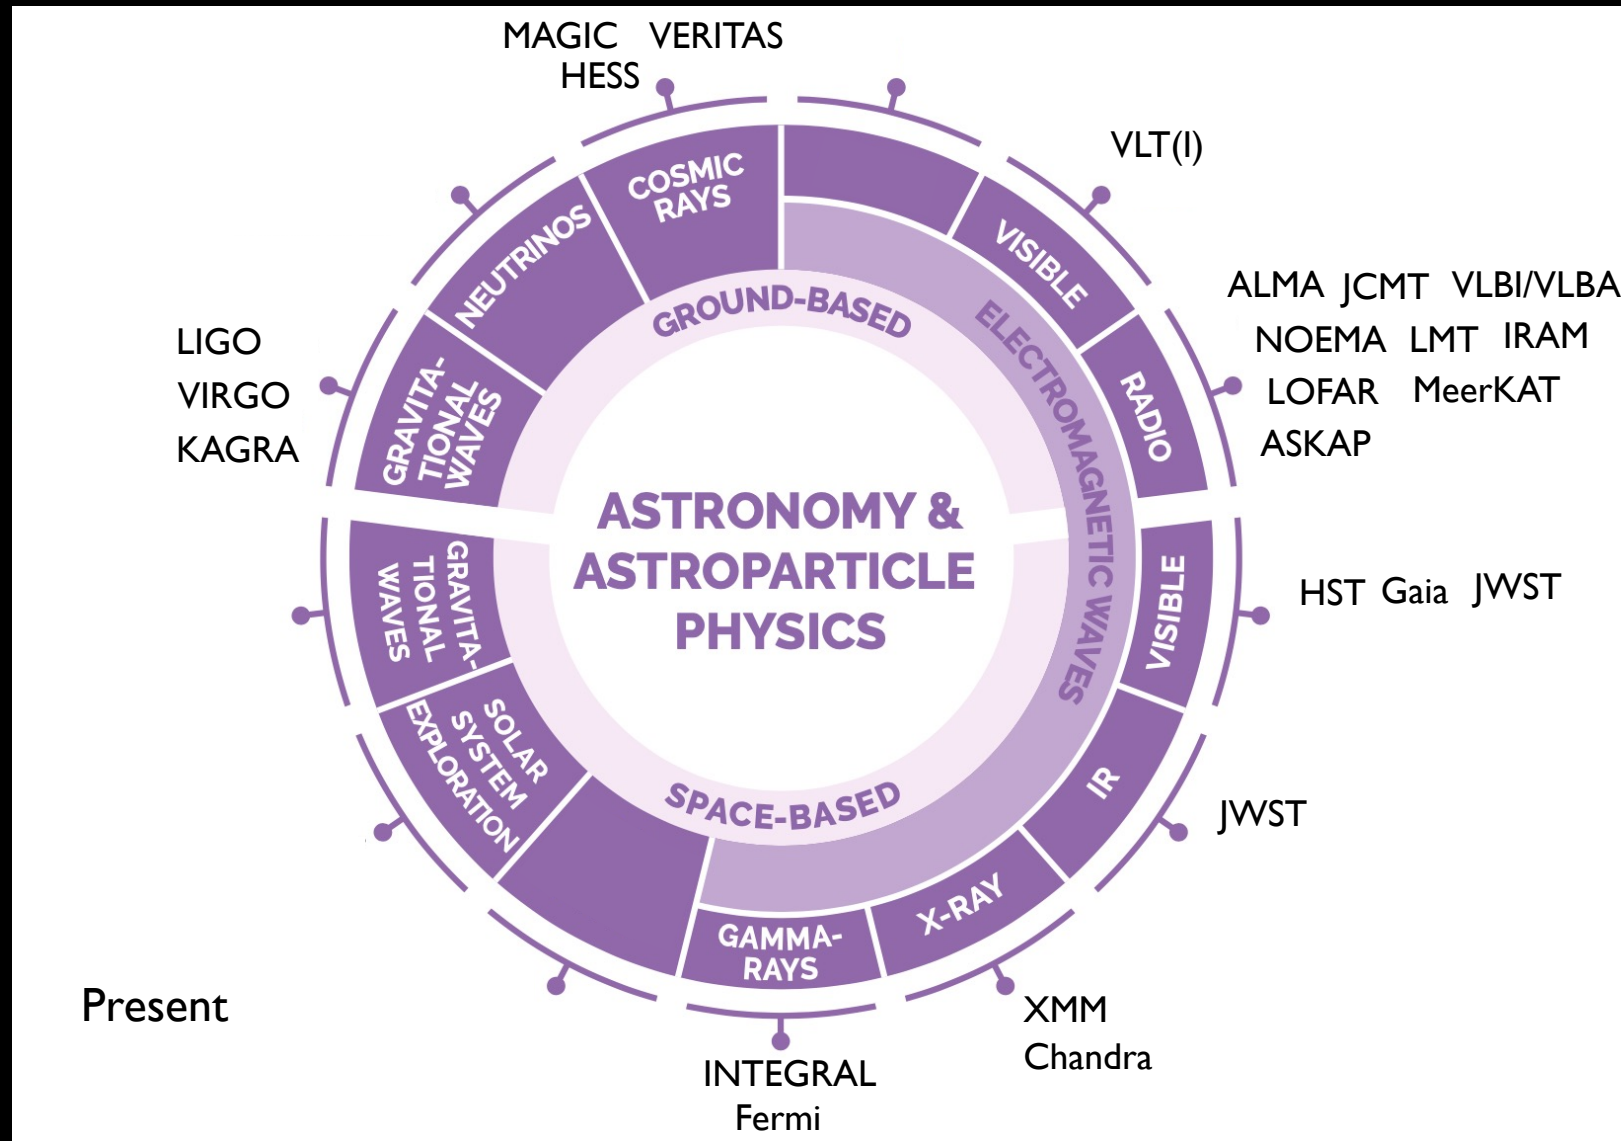 MAGIC VERITAS
HESS
VLT(I)
COSMIC
RAYS
NEUTRINOS
VISIBLE
ALMA JCMT VLBI/VLBA
NOEMA LMT IRAM
LOFAR MeerKAT
ASKAP
GROUND-BASED
ELECTROMAGNETIC WAVES
RADIO
LIGO
VIRGO
KAGRA
GRAVITA-
TIONAL
WAVES
ASTRONOMY &
ASTROPARTICLE
PHYSICS
GRAVITA-
TIONAL
WAVES
VISIBLE
HST Gaia JWST
SOLAR
SYSTEM
EXPLORATION
SPACE-BASED
IR
JWST
X-RAY
GAMMA-
RAYS
Present
XMM
Chandra
INTEGRAL
Fermi